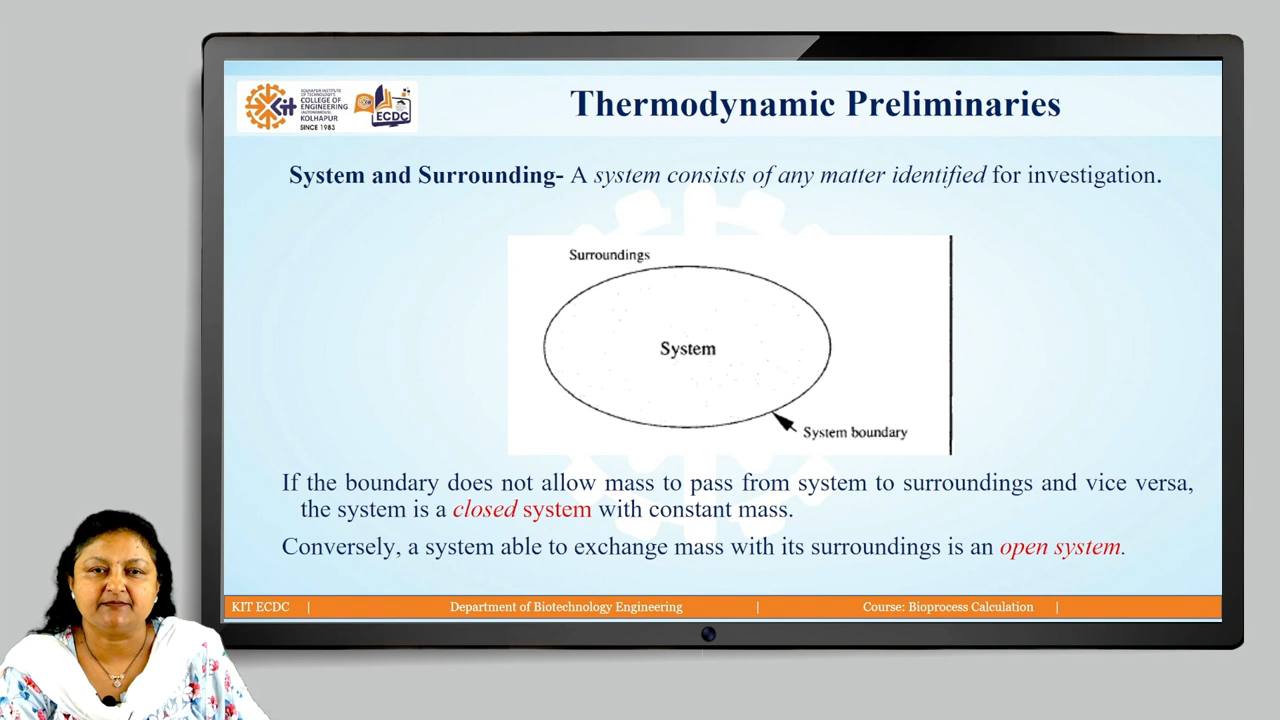 KOLHAPUR INSTITUTE
OF TECHNOLOGY'S
COLLEGE OF
ENGINEERING
(AUTONOMOUS),
KOLHAPUR
SINCE 1983
Kit
ECDC
Thermodynamic Preliminaries
System and Surrounding- A system consists of any matter identified for investigation.
Surroundings
System
System boundary
If the boundary does not allow mass to pass from system to surroundings and vice versa,
the system is a closed system with constant mass.
Conversely, a system able to exchange mass with its surroundings is an open system.
KIT ECDC | Department of Biotechnology Engineering | Course: Bioprocess Calculation |